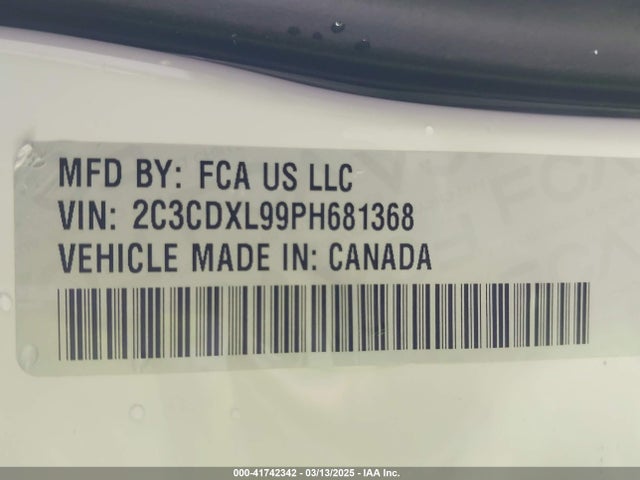 MFD BY: FCA US LLC
VIN: 2C3CDXL99PH681368
VEHICLE MADE IN: CANADA
000-41742342 - 03/13/2025 - IAA Inc.